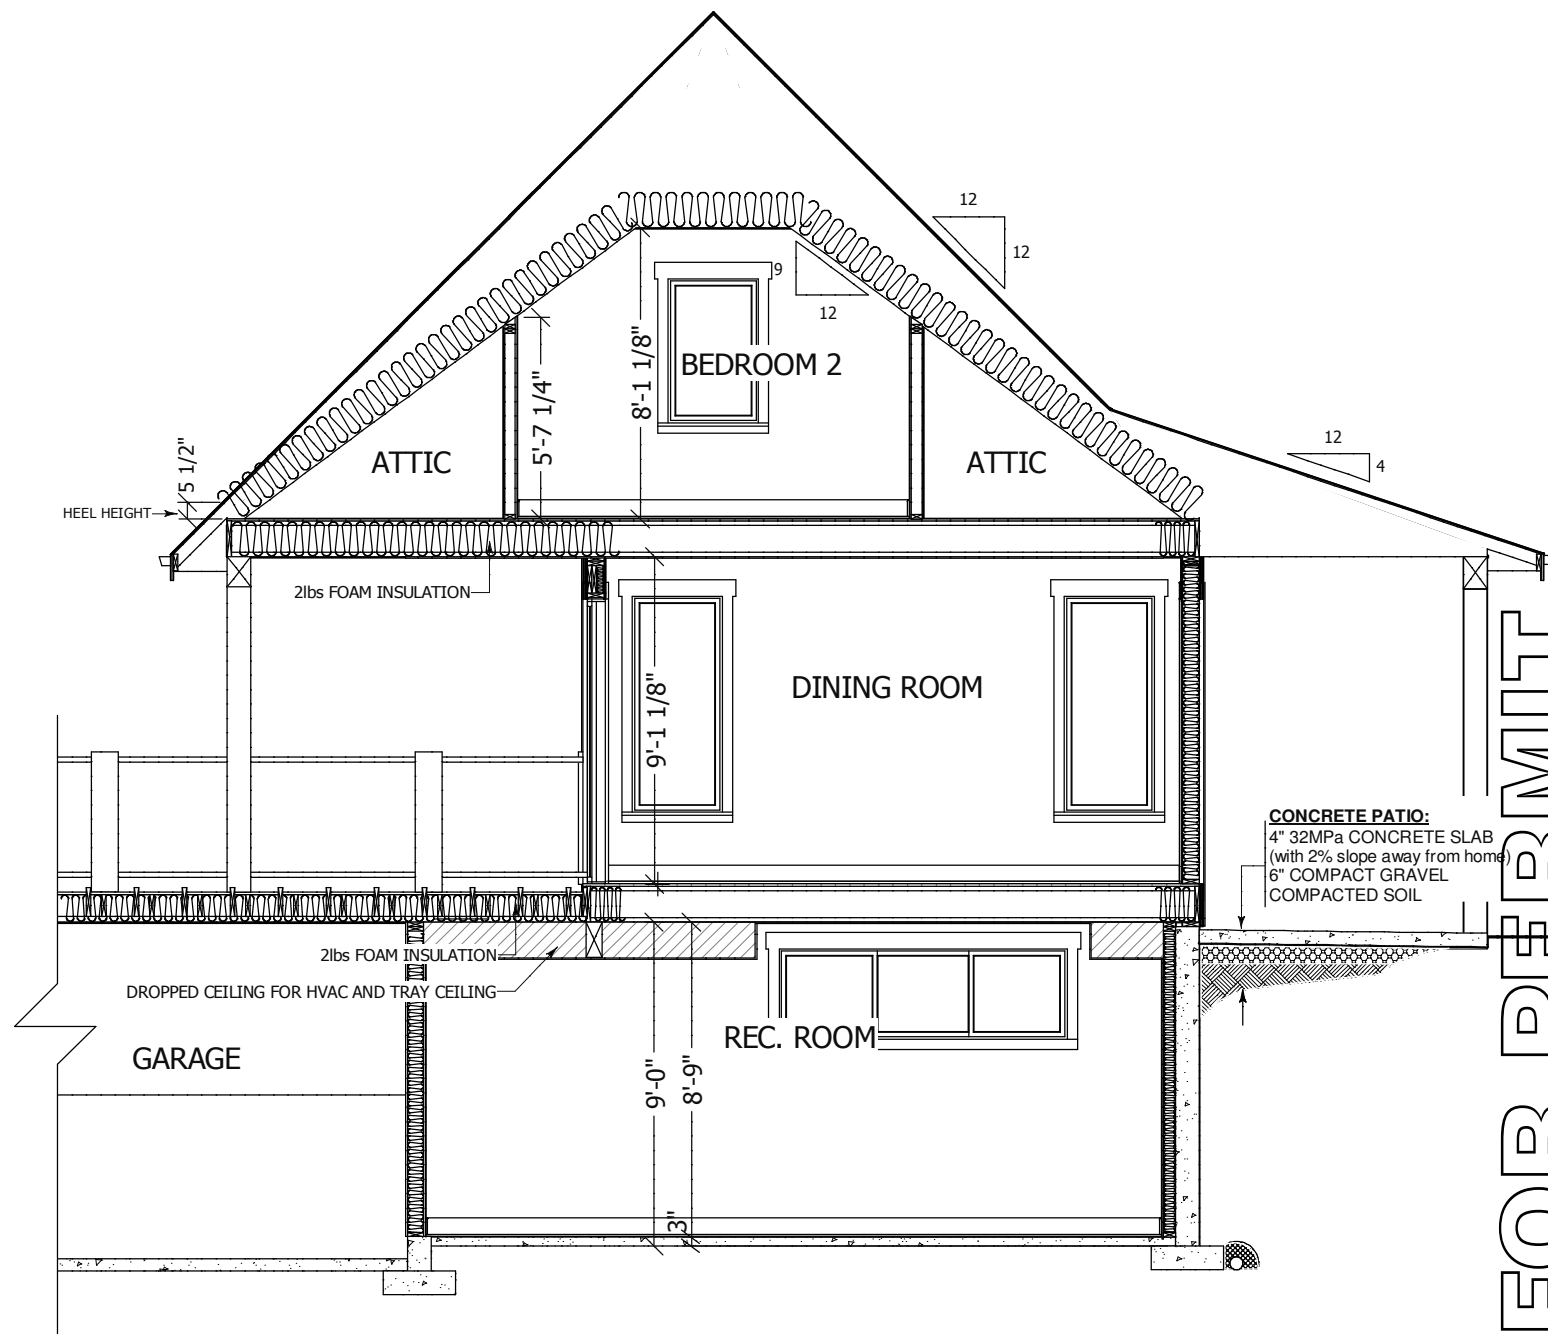 12
12
9
12
8'-1 1/8"
BEDROOM 2
5'-7 1/4"
ATTIC
ATTIC
12
4
5 1/2"
HEEL HEIGHT
2lbs FOAM INSULATION
DINING ROOM
9'-1 1/8"
CONCRETE PATIO:
4" 32MPa CONCRETE SLAB
(with 2% slope away from home)
6" COMPACT GRAVEL
COMPACTED SOIL
2lbs FOAM INSULATION
DROPPED CEILING FOR HVAC AND TRAY CEILING
REC. ROOM
GARAGE
9'-0"
8'-9"
3"
FOR PERMIT